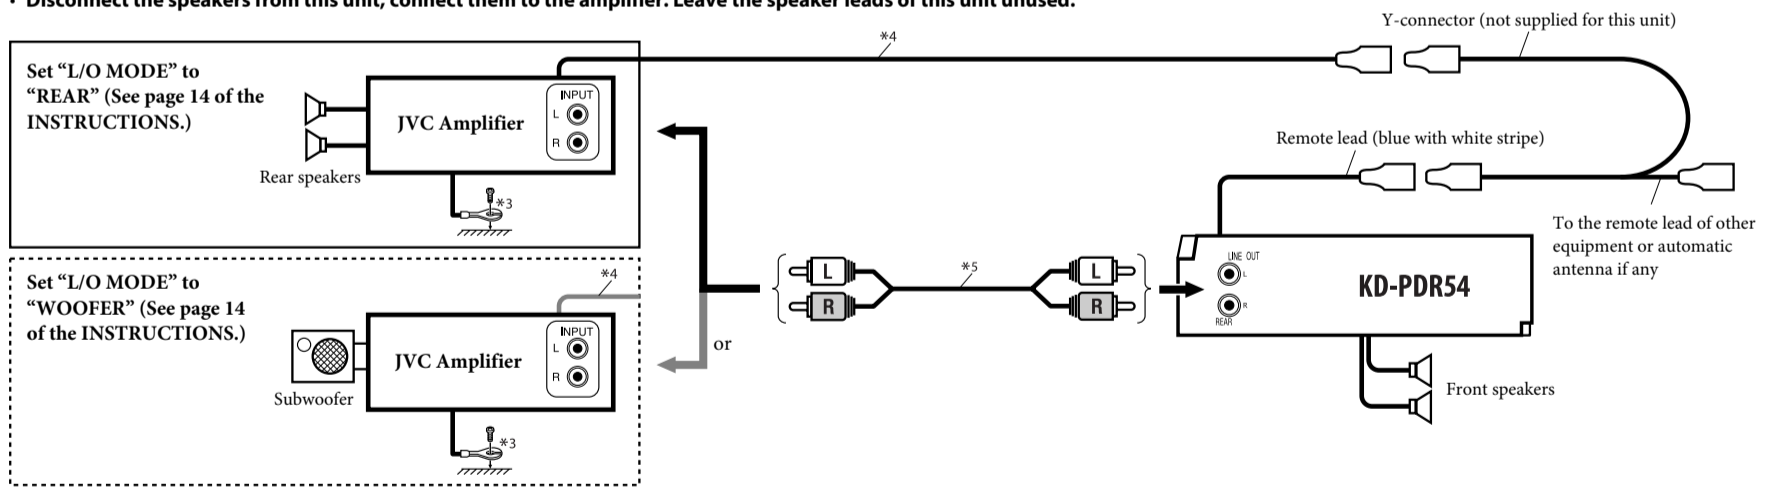 • Disconnect the speakers from this unit, connect them to the amplifier. Leave the speaker leads of this unit unused.
Y-connector (not supplied for this unit)
*4
Set “L/O MODE” to
“REAR” (See page 14 of the
INSTRUCTIONS.)
JVC Amplifier
INPUT
L
R
Rear speakers
*3
Remote lead (blue with white stripe)
To the remote lead of other
equipment or automatic
antenna if any
Set “L/O MODE” to
“WOOFER” (See page 14
of the INSTRUCTIONS.)
*4
JVC Amplifier
INPUT
L
R
Subwoofer
*3
or
L
R
*5
L
R
LINE OUT
L
R
REAR
KD-PDR54
Front speakers